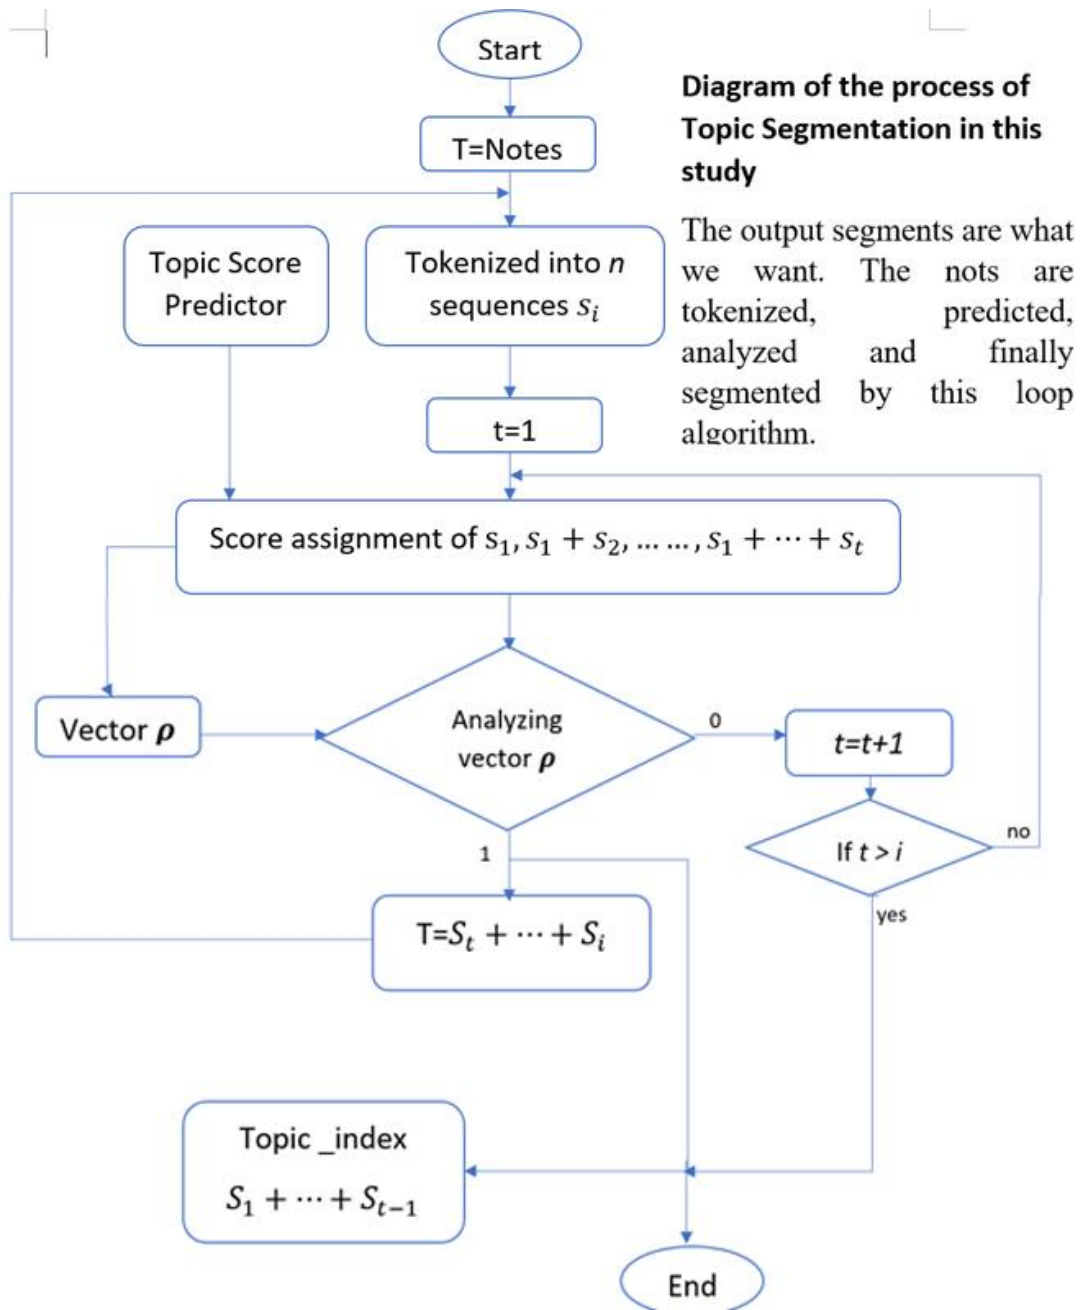 Start
Diagram of the process of
Topic Segmentation in this
study
T=Notes
The output segments are what
we want. The nots are
tokenized, predicted,
analyzed and finally
segmented by this loop
algorithm.
Topic Score
Predictor
Tokenized into n
sequences sᵢ
t=1
Score assignment of s₁, s₁ + s₂, … …, s₁ + ⋯ + sₜ
Vector ρ
Analyzing
vector ρ
0
t=t+1
If t > i
no
yes
1
T=Sₜ + ⋯ + Sᵢ
Topic _index
S₁ + ⋯ + Sₜ₋₁
End